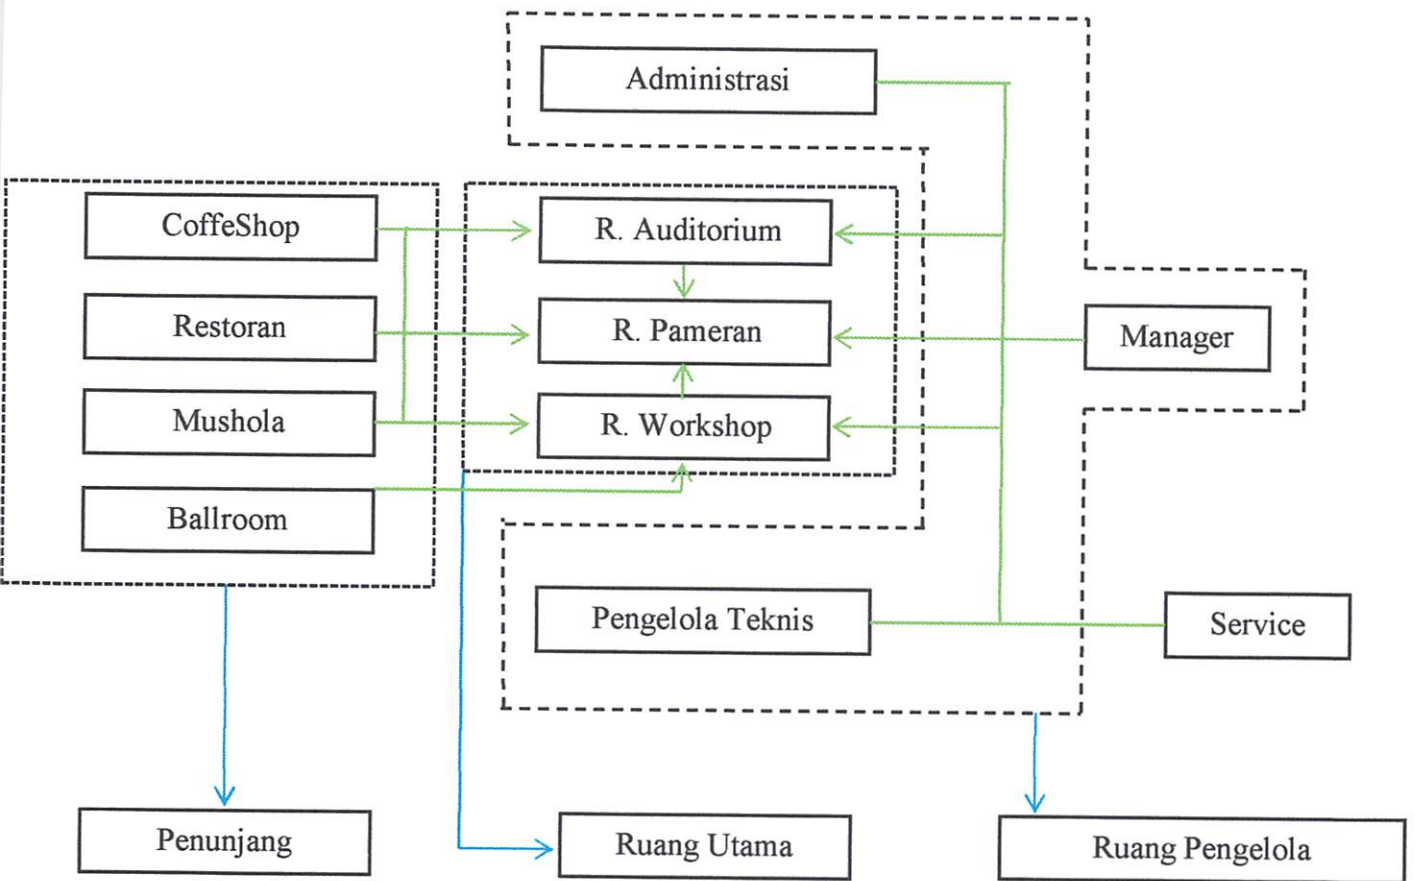 Administrasi
CoffeShop
R. Auditorium
Restoran
R. Pameran
Manager
Mushola
R. Workshop
Ballroom
Pengelola Teknis
Service
Penunjang
Ruang Utama
Ruang Pengelola